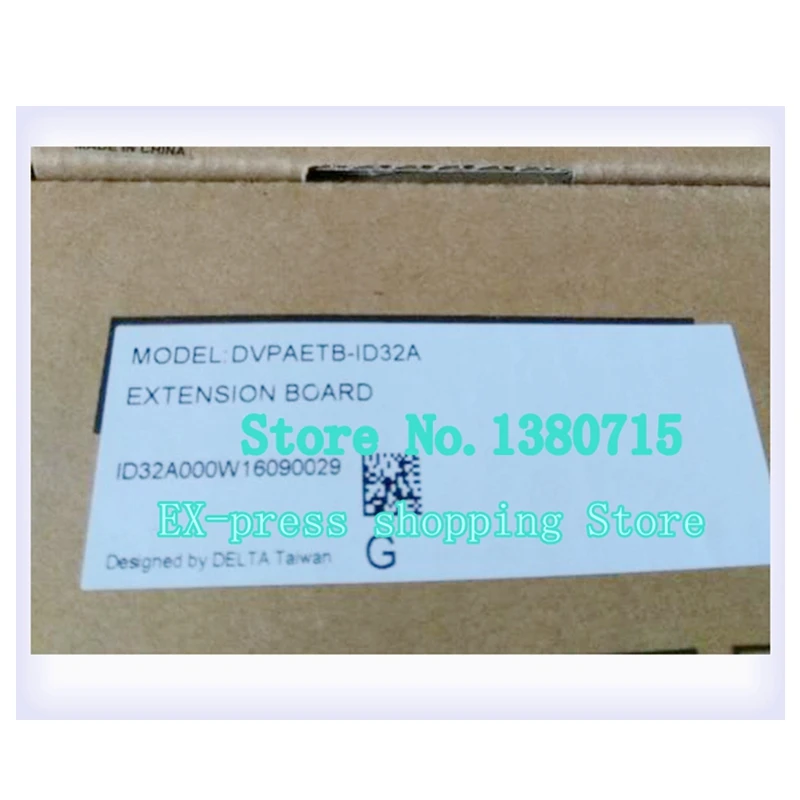 MADE IN CHINA
MODEL:DVPAETB-ID32A
EXTENSION BOARD
Store No.1380715
ID32A000W16090029
EX-press shopping Store
Designed by DELTA Taiwan
G